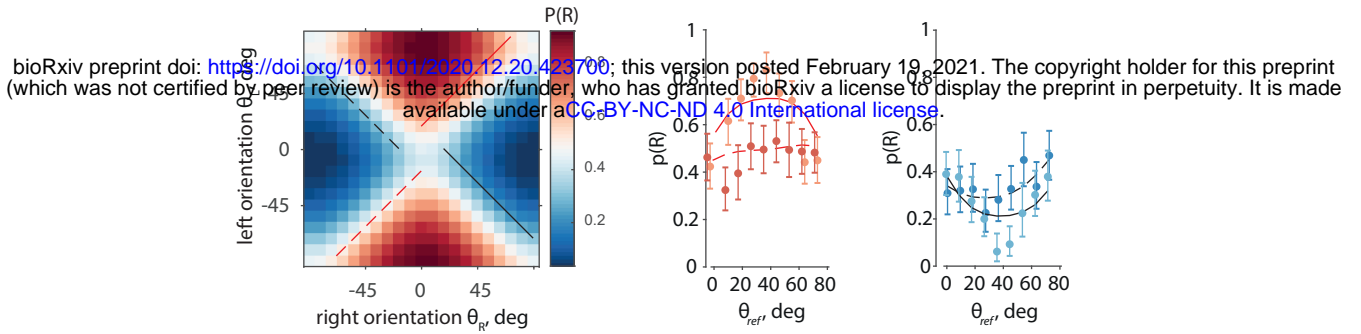 P(R)
1
1
bioRxiv preprint doi: https://doi.org/10.1101/2020.12.20.423700; this version posted February 19, 2021. The copyright holder for this preprint
(which was not certified by peer review) is the author/funder, who has granted bioRxiv a license to display the preprint in perpetuity. It is made
available under aCC-BY-NC-ND 4.0 International license.
left orientation θ, deg
45
0
-45
-45
0
45
right orientation θR, deg
0.8
0.6
0.4
0.2
p(R)
0.8
0.6
0.4
0.2
0
0 20 40 60 80
θref, deg
p(R)
0.6
0.4
0.2
0
0 20 40 60 80
θref, deg